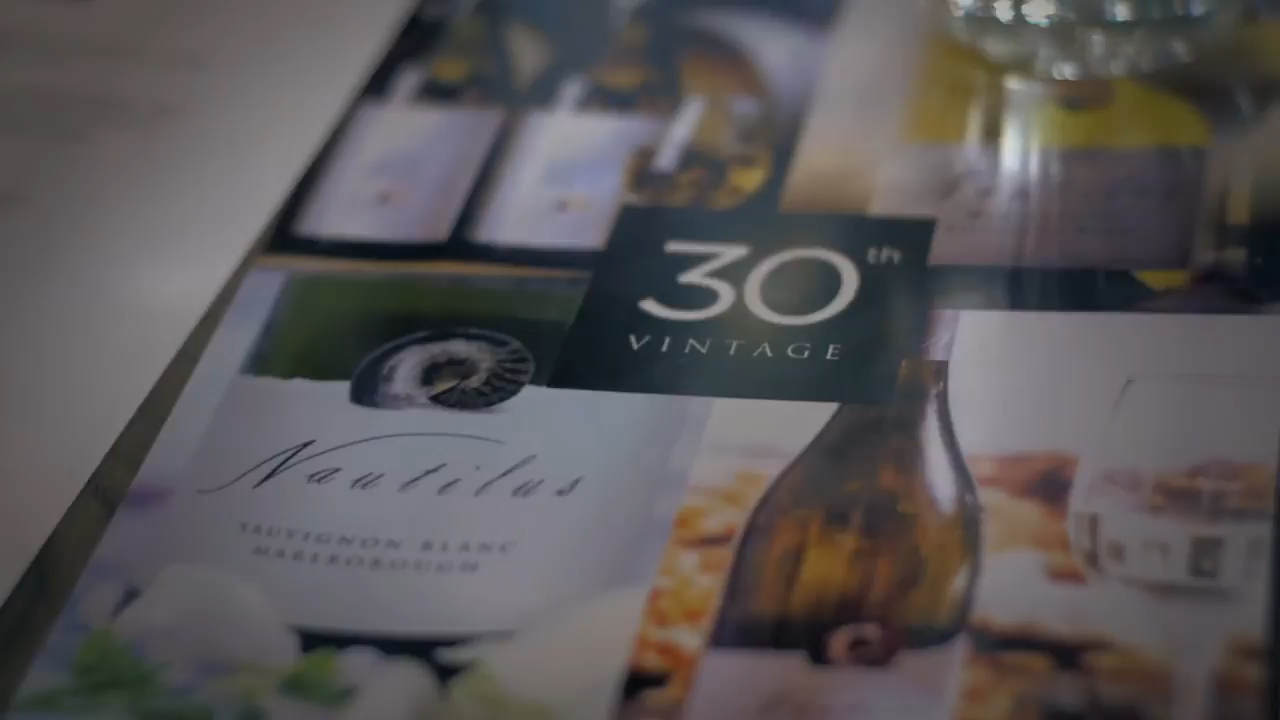 30th
VINTAGE
Nautilus
SAUVIGNON BLANC
MARLBOROUGH